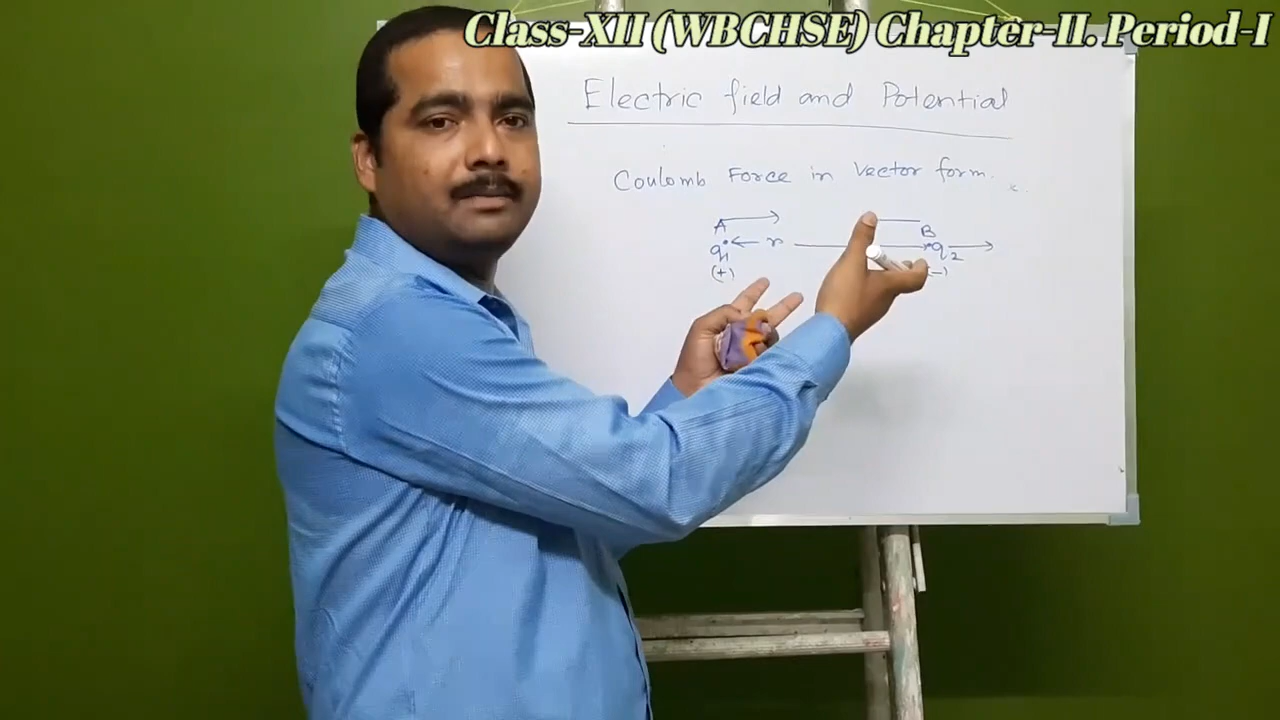 Class-XII (WBCHSE) Chapter-II. Period-I
Electric field and Potential
Coulomb Force in Vector form.
A B
q1 r q2
(+) (-)